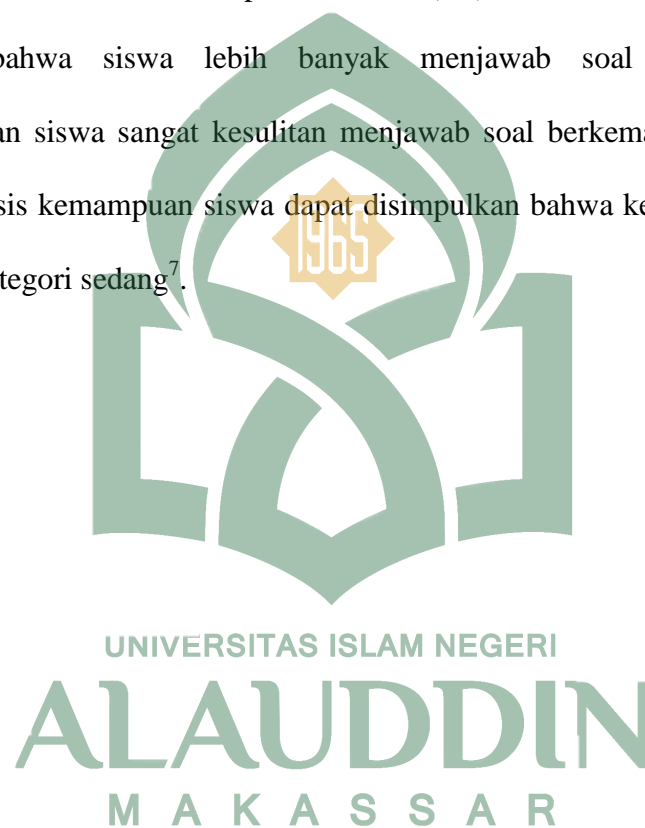 bahwa siswa lebih banyak menjawab soal
an siswa sangat kesulitan menjawab soal berkema
sis kemampuan siswa dapat disimpulkan bahwa ke
tegori sedang7.
1965
UNIVERSITAS ISLAM NEGERI
ALAUDDIN
MAKASSAR